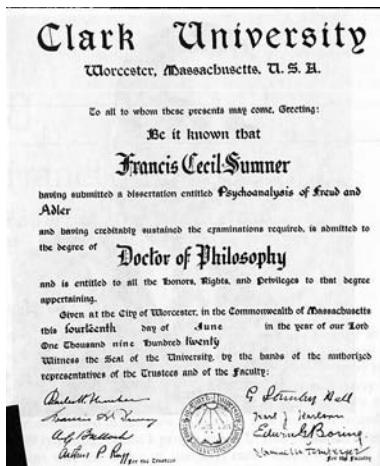 Clark University
Worcester, Massachusetts, U. S. A.
To all to whom these presents may come, Greeting:
Be it known that
Francis Cecil Sumner
having submitted a dissertation entitled Psychoanalysis of Freud and
Adler
and having creditably sustained the examinations required, is admitted to
the degree of
Doctor of Philosophy
and is entitled to all the Honors, Rights, and Privileges to that degree
appertaining.
Given at the City of Worcester, in the Commonwealth of Massachusetts
this fourteenth day of June in the year of our Lord
One Thousand nine hundred twenty
Witness the Seal of the University, by the hands of the authorized
representatives of the Trustees and of the Faculty:
G Stanley Hall
Edwin G Boring
For the Trustees
For the Faculty